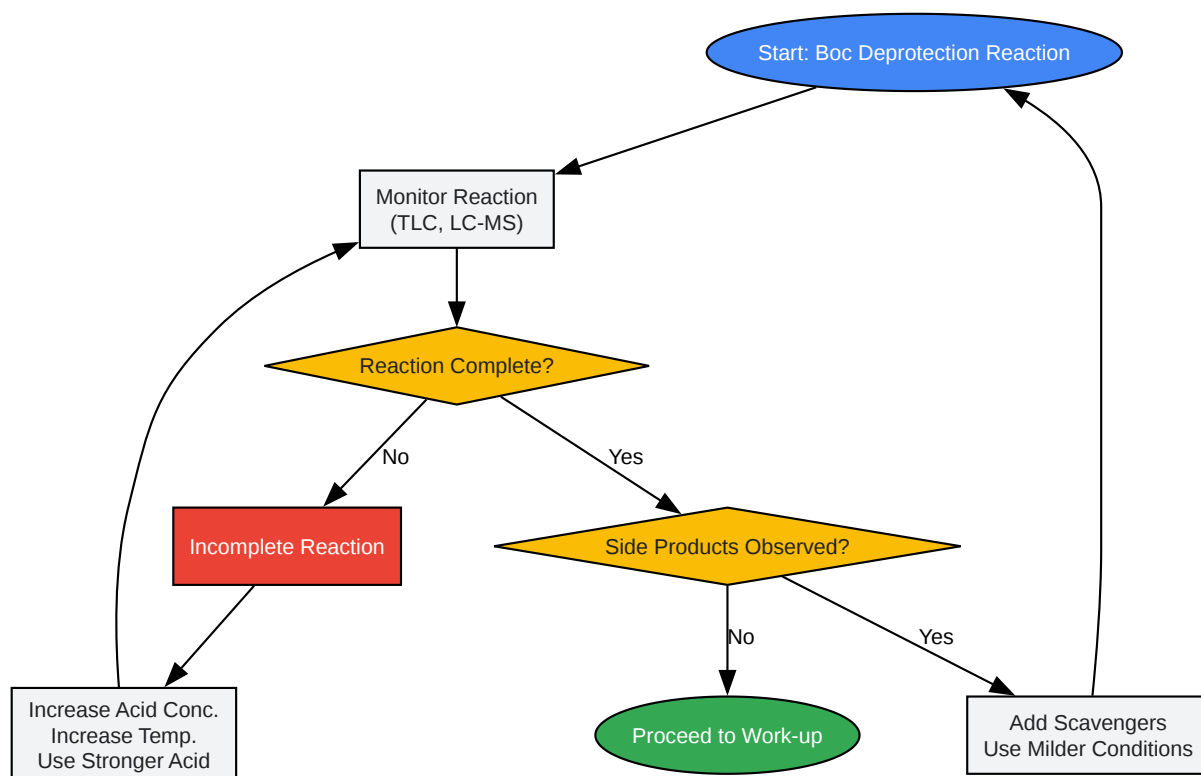 Start: Boc Deprotection Reaction
Monitor Reaction
(TLC, LC-MS)
Reaction Complete?
No
Yes
Incomplete Reaction
Side Products Observed?
No
Yes
Increase Acid Conc.
Increase Temp.
Use Stronger Acid
Proceed to Work-up
Add Scavengers
Use Milder Conditions